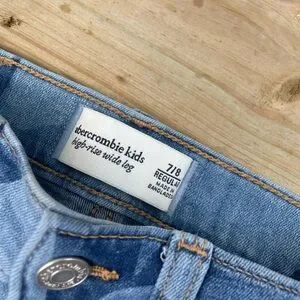 abercrombie kids
high-rise wide leg
7/8
REGULAR
MADE IN
BANGLADESH